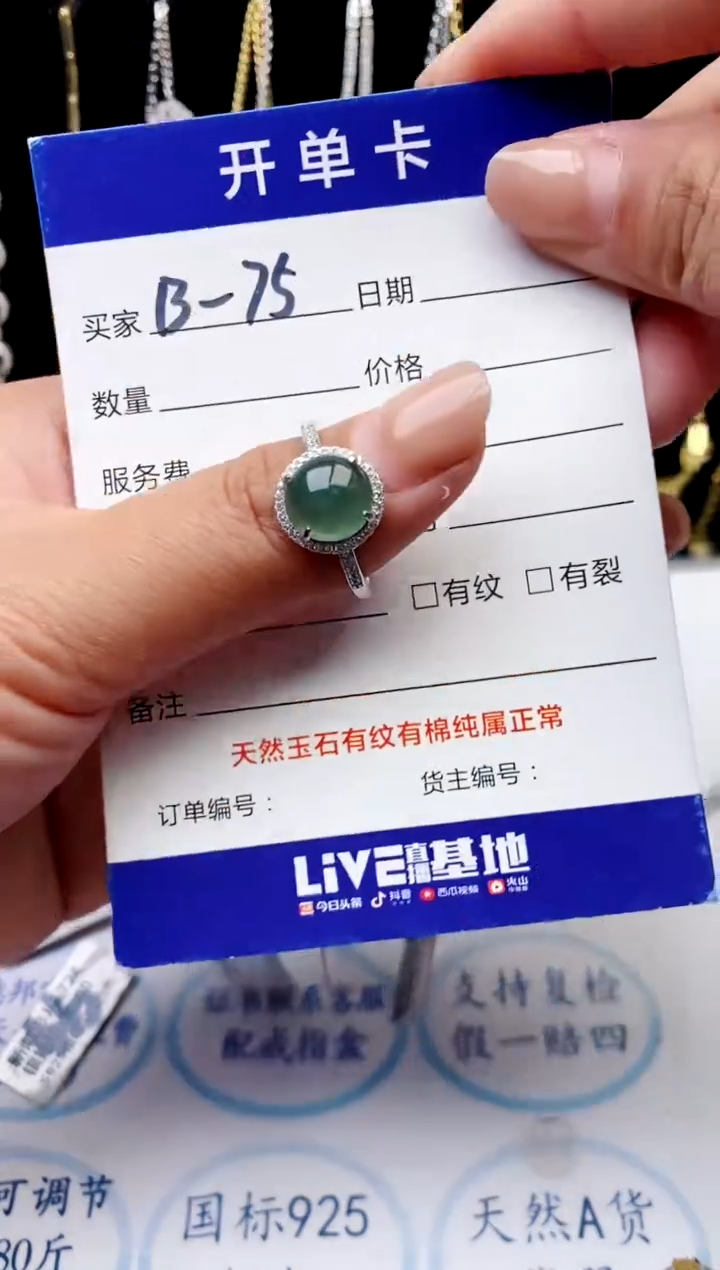 开单卡
买家 B-75 日期
数量 价格
服务费
□有纹 □有裂
备注
天然玉石有纹有棉纯属正常
订单编号： 货主编号：
LiVE直播基地
今日头条 抖音 西瓜视频 火山
配戒指盒
支持复检
假一赔四
可调节
国标925
天然A货